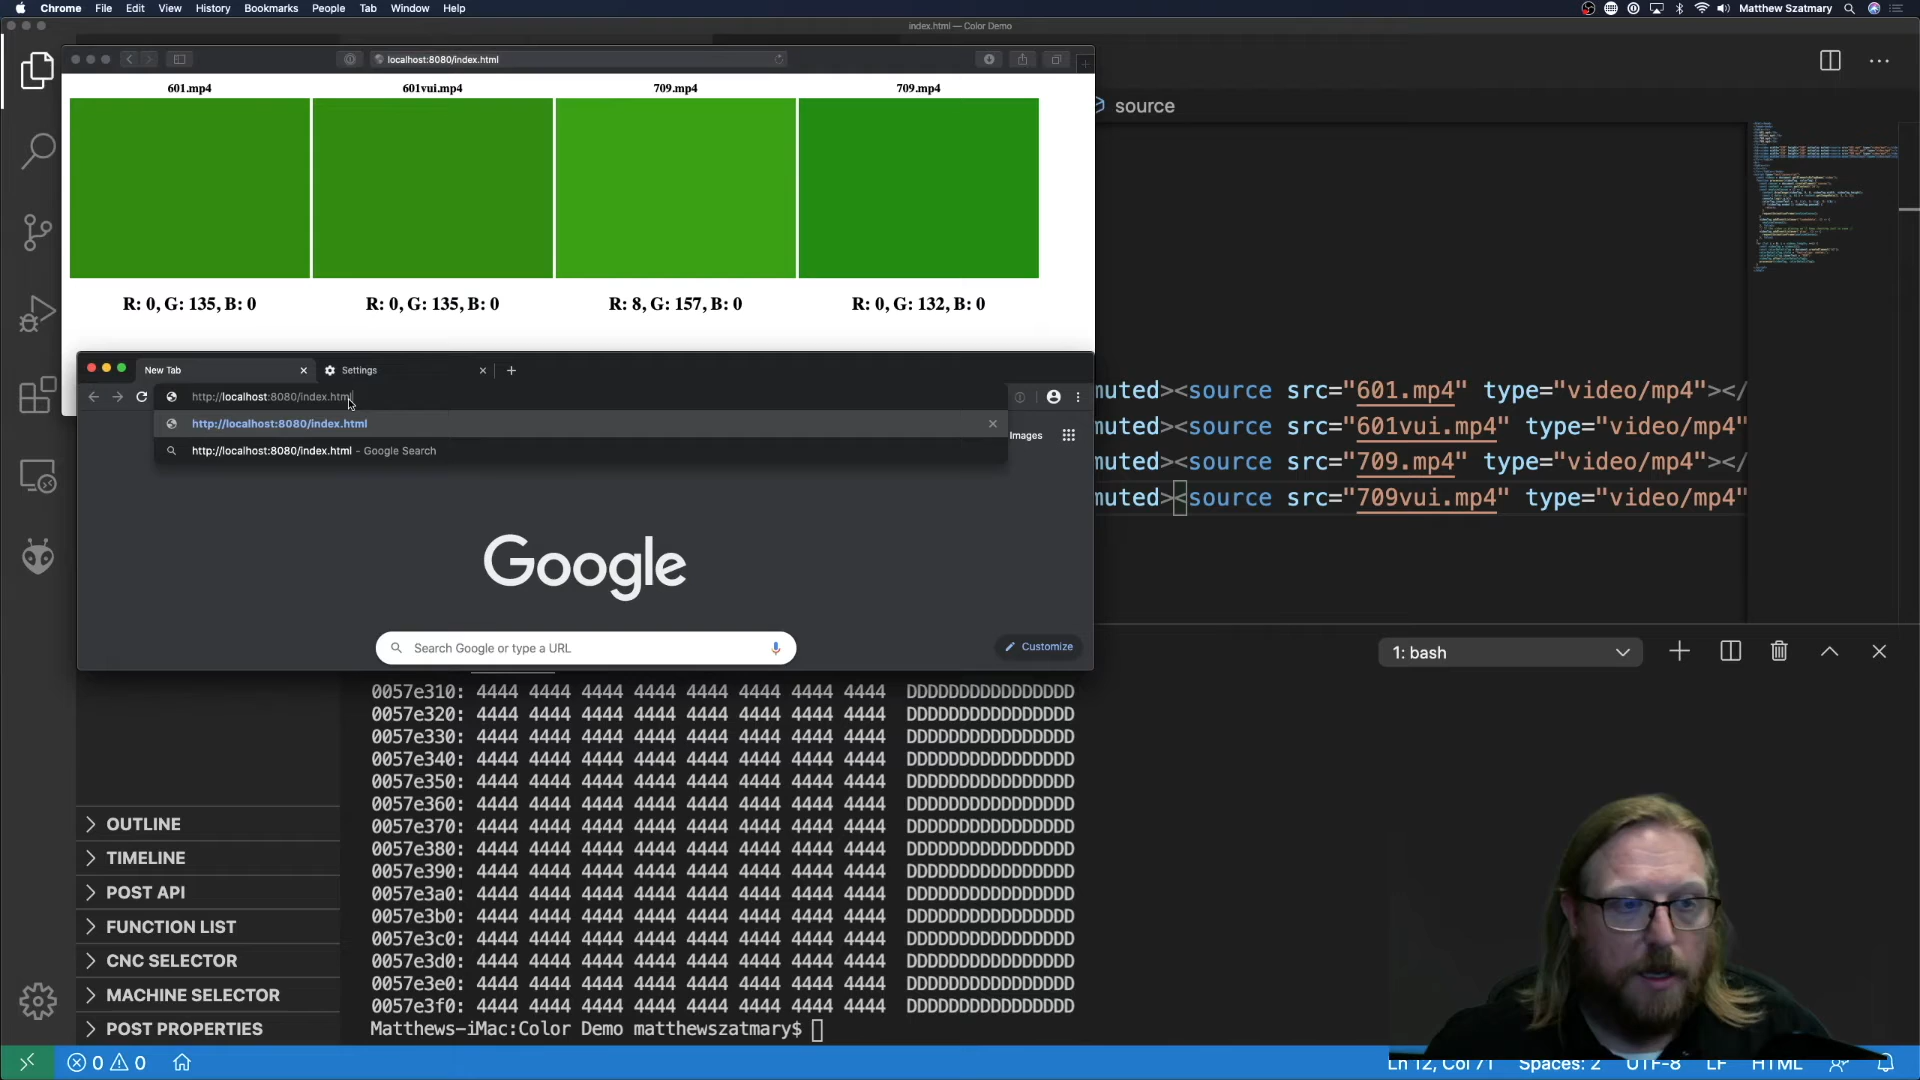 Chrome File Edit View History Bookmarks People Tab Window Help
Matthew Szatmary
index.html — Color Demo
localhost:8080/index.html
601.mp4 601vui.mp4 709.mp4 709.mp4
R: 0, G: 135, B: 0 R: 0, G: 135, B: 0 R: 8, G: 157, B: 0 R: 0, G: 132, B: 0
source
New Tab Settings
http://localhost:8080/index.html
http://localhost:8080/index.html
http://localhost:8080/index.html - Google Search
Images
Google
Search Google or type a URL
Customize
muted><source src="601.mp4" type="video/mp4"></
muted><source src="601vui.mp4" type="video/mp4"
muted><source src="709.mp4" type="video/mp4"></
muted><source src="709vui.mp4" type="video/mp4"
1: bash
0057e310: 4444 4444 4444 4444 4444 4444 4444 4444 DDDDDDDDDDDDDDDD
0057e320: 4444 4444 4444 4444 4444 4444 4444 4444 DDDDDDDDDDDDDDDD
0057e330: 4444 4444 4444 4444 4444 4444 4444 4444 DDDDDDDDDDDDDDDD
0057e340: 4444 4444 4444 4444 4444 4444 4444 4444 DDDDDDDDDDDDDDDD
0057e350: 4444 4444 4444 4444 4444 4444 4444 4444 DDDDDDDDDDDDDDDD
0057e360: 4444 4444 4444 4444 4444 4444 4444 4444 DDDDDDDDDDDDDDDD
0057e370: 4444 4444 4444 4444 4444 4444 4444 4444 DDDDDDDDDDDDDDDD
0057e380: 4444 4444 4444 4444 4444 4444 4444 4444 DDDDDDDDDDDDDDDD
0057e390: 4444 4444 4444 4444 4444 4444 4444 4444 DDDDDDDDDDDDDDDD
0057e3a0: 4444 4444 4444 4444 4444 4444 4444 4444 DDDDDDDDDDDDDDDD
0057e3b0: 4444 4444 4444 4444 4444 4444 4444 4444 DDDDDDDDDDDDDDDD
0057e3c0: 4444 4444 4444 4444 4444 4444 4444 4444 DDDDDDDDDDDDDDDD
0057e3d0: 4444 4444 4444 4444 4444 4444 4444 4444 DDDDDDDDDDDDDDDD
0057e3e0: 4444 4444 4444 4444 4444 4444 4444 4444 DDDDDDDDDDDDDDDD
0057e3f0: 4444 4444 4444 4444 4444 4444 4444 4444 DDDDDDDDDDDDDDDD
Matthews-iMac:Color Demo matthewszatmary$
OUTLINE
TIMELINE
POST API
FUNCTION LIST
CNC SELECTOR
MACHINE SELECTOR
POST PROPERTIES
0 0
Ln 12, Col 71 Spaces: 2 UTF-8 LF HTML